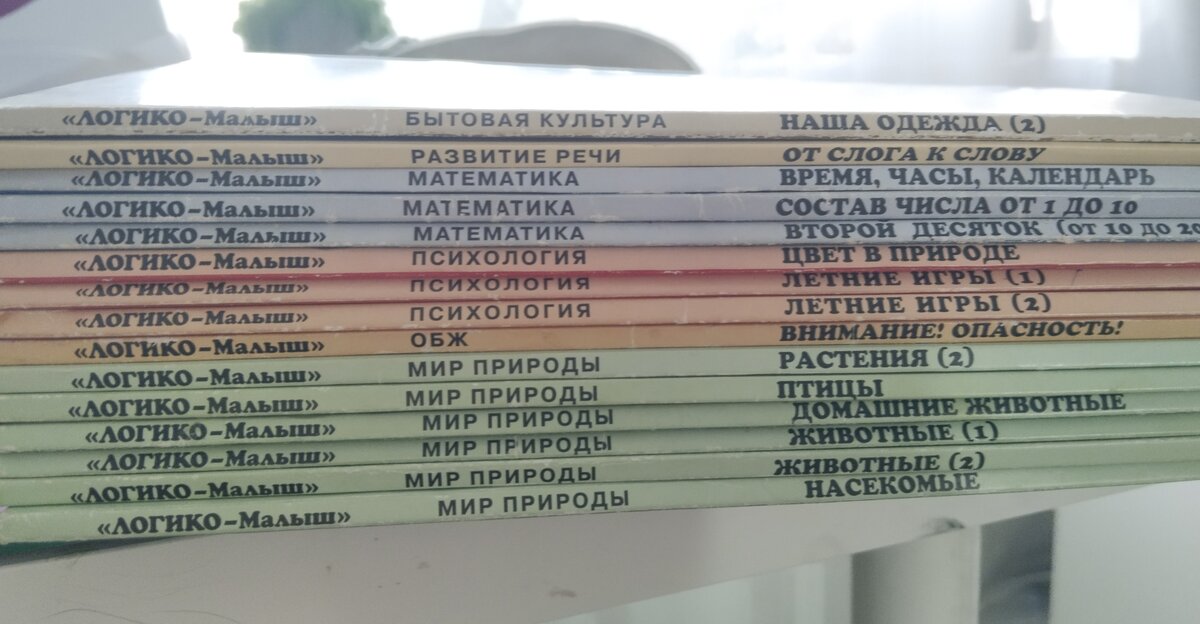 «ЛОГИКО-Малыш» БЫТОВАЯ КУЛЬТУРА НАША ОДЕЖДА (2)
«ЛОГИКО-Малыш» РАЗВИТИЕ РЕЧИ ОТ СЛОГА К СЛОВУ
«ЛОГИКО-Малыш» МАТЕМАТИКА ВРЕМЯ, ЧАСЫ, КАЛЕНДАРЬ
«ЛОГИКО-Малыш» МАТЕМАТИКА СОСТАВ ЧИСЛА ОТ 1 ДО 10
«ЛОГИКО-Малыш» МАТЕМАТИКА ВТОРОЙ ДЕСЯТОК (ОТ 10 ДО 20
«ЛОГИКО-Малыш» ПСИХОЛОГИЯ ЦВЕТ В ПРИРОДЕ
«ЛОГИКО-Малыш» ПСИХОЛОГИЯ ЛЕТНИЕ ИГРЫ (1)
«ЛОГИКО-Малыш» ПСИХОЛОГИЯ ЛЕТНИЕ ИГРЫ (2)
«ЛОГИКО-Малыш» ОБЖ ВНИМАНИЕ! ОПАСНОСТЬ!
«ЛОГИКО-Малыш» МИР ПРИРОДЫ РАСТЕНИЯ (2)
«ЛОГИКО-Малыш» МИР ПРИРОДЫ ПТИЦЫ
«ЛОГИКО-Малыш» МИР ПРИРОДЫ ДОМАШНИЕ ЖИВОТНЫЕ
«ЛОГИКО-Малыш» МИР ПРИРОДЫ ЖИВОТНЫЕ (1)
«ЛОГИКО-Малыш» МИР ПРИРОДЫ ЖИВОТНЫЕ (2)
«ЛОГИКО-Малыш» МИР ПРИРОДЫ НАСЕКОМЫЕ